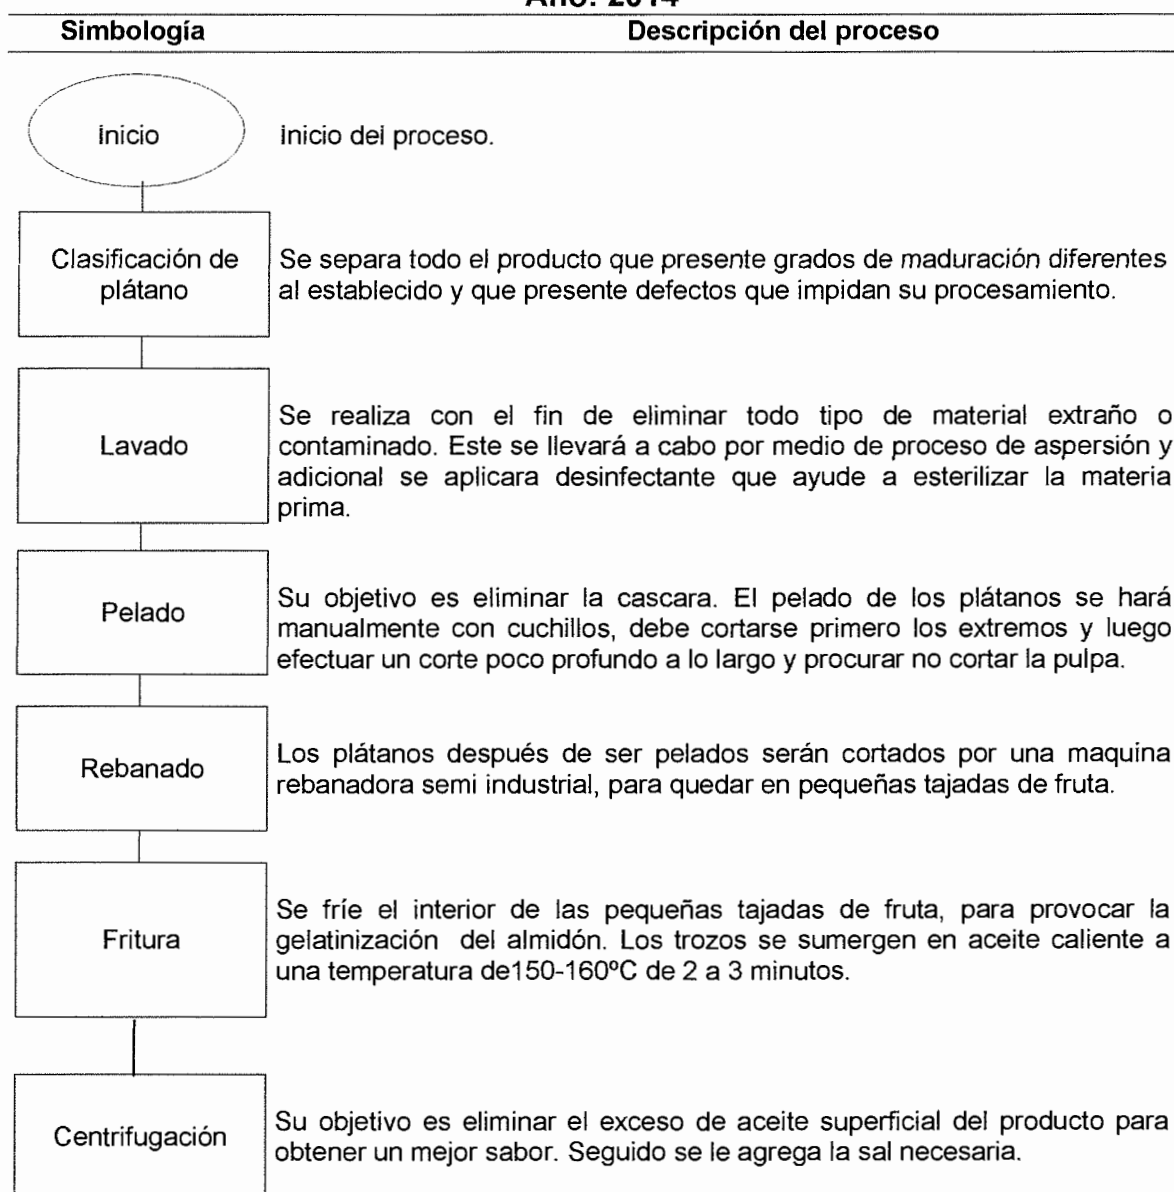 Año: 2014
Simbología Descripción del proceso
Inicio Inicio del proceso.
Clasificación de
plátano
Se separa todo el producto que presente grados de maduración diferentes
al establecido y que presente defectos que impidan su procesamiento.
Lavado
Se realiza con el fin de eliminar todo tipo de material extraño o
contaminado. Este se llevará a cabo por medio de proceso de aspersión y
adicional se aplicara desinfectante que ayude a esterilizar la materia
prima.
Pelado
Su objetivo es eliminar la cascara. El pelado de los plátanos se hará
manualmente con cuchillos, debe cortarse primero los extremos y luego
efectuar un corte poco profundo a lo largo y procurar no cortar la pulpa.
Rebanado
Los plátanos después de ser pelados serán cortados por una maquina
rebanadora semi industrial, para quedar en pequeñas tajadas de fruta.
Fritura
Se fríe el interior de las pequeñas tajadas de fruta, para provocar la
gelatinización del almidón. Los trozos se sumergen en aceite caliente a
una temperatura de150-160ºC de 2 a 3 minutos.
Centrifugación
Su objetivo es eliminar el exceso de aceite superficial del producto para
obtener un mejor sabor. Seguido se le agrega la sal necesaria.